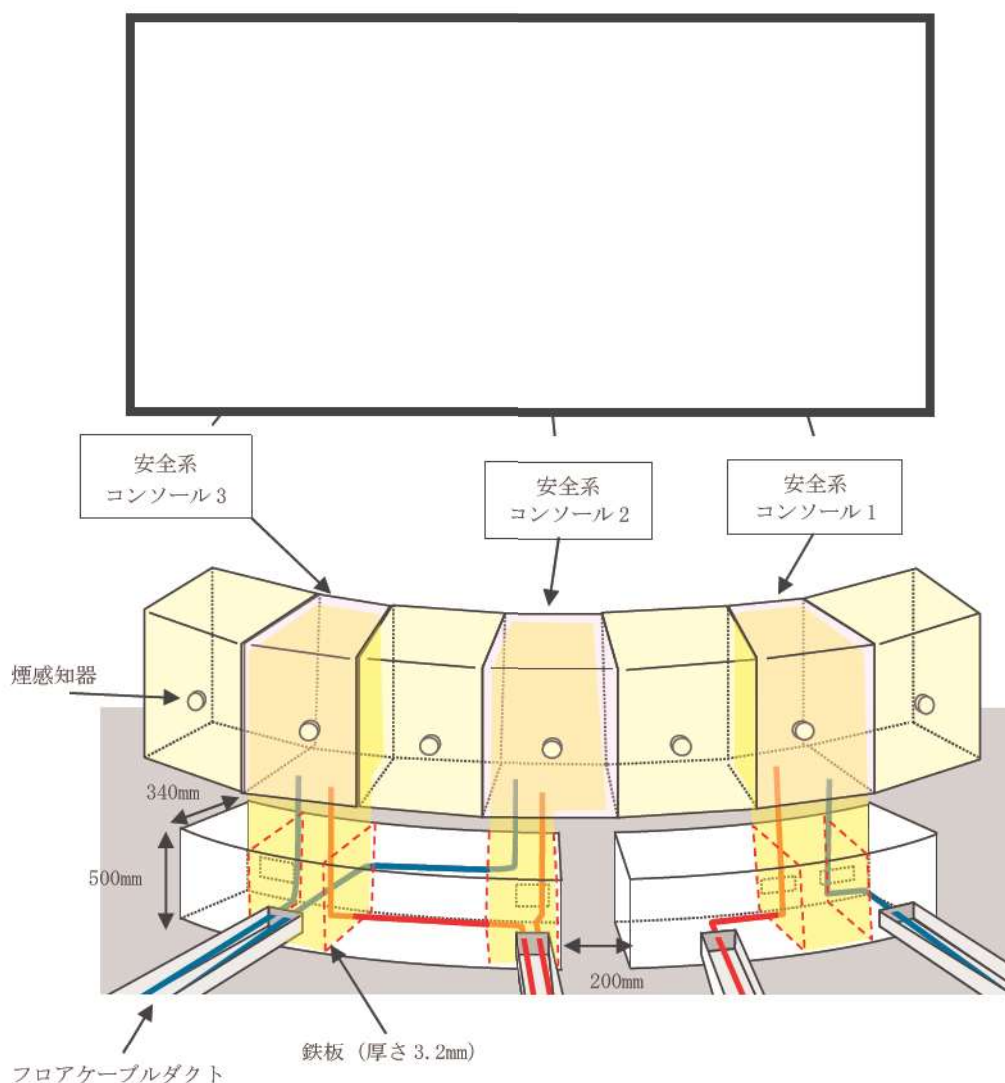 安全系
コンソール 3
安全系
コンソール 2
安全系
コンソール 1
煙感知器
340mm
500mm
200mm
鉄板（厚さ 3.2mm）
フロアケーブルダクト